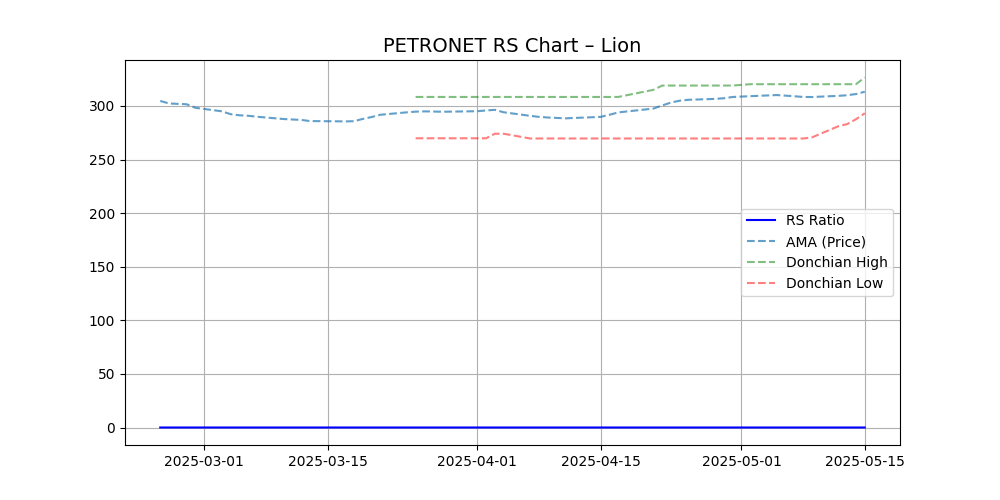 PETRONET RS Chart – Lion
300
250
200
150
100
50
0
RS Ratio
AMA (Price)
Donchian High
Donchian Low
2025-03-01 2025-03-15 2025-04-01 2025-04-15 2025-05-01 2025-05-15